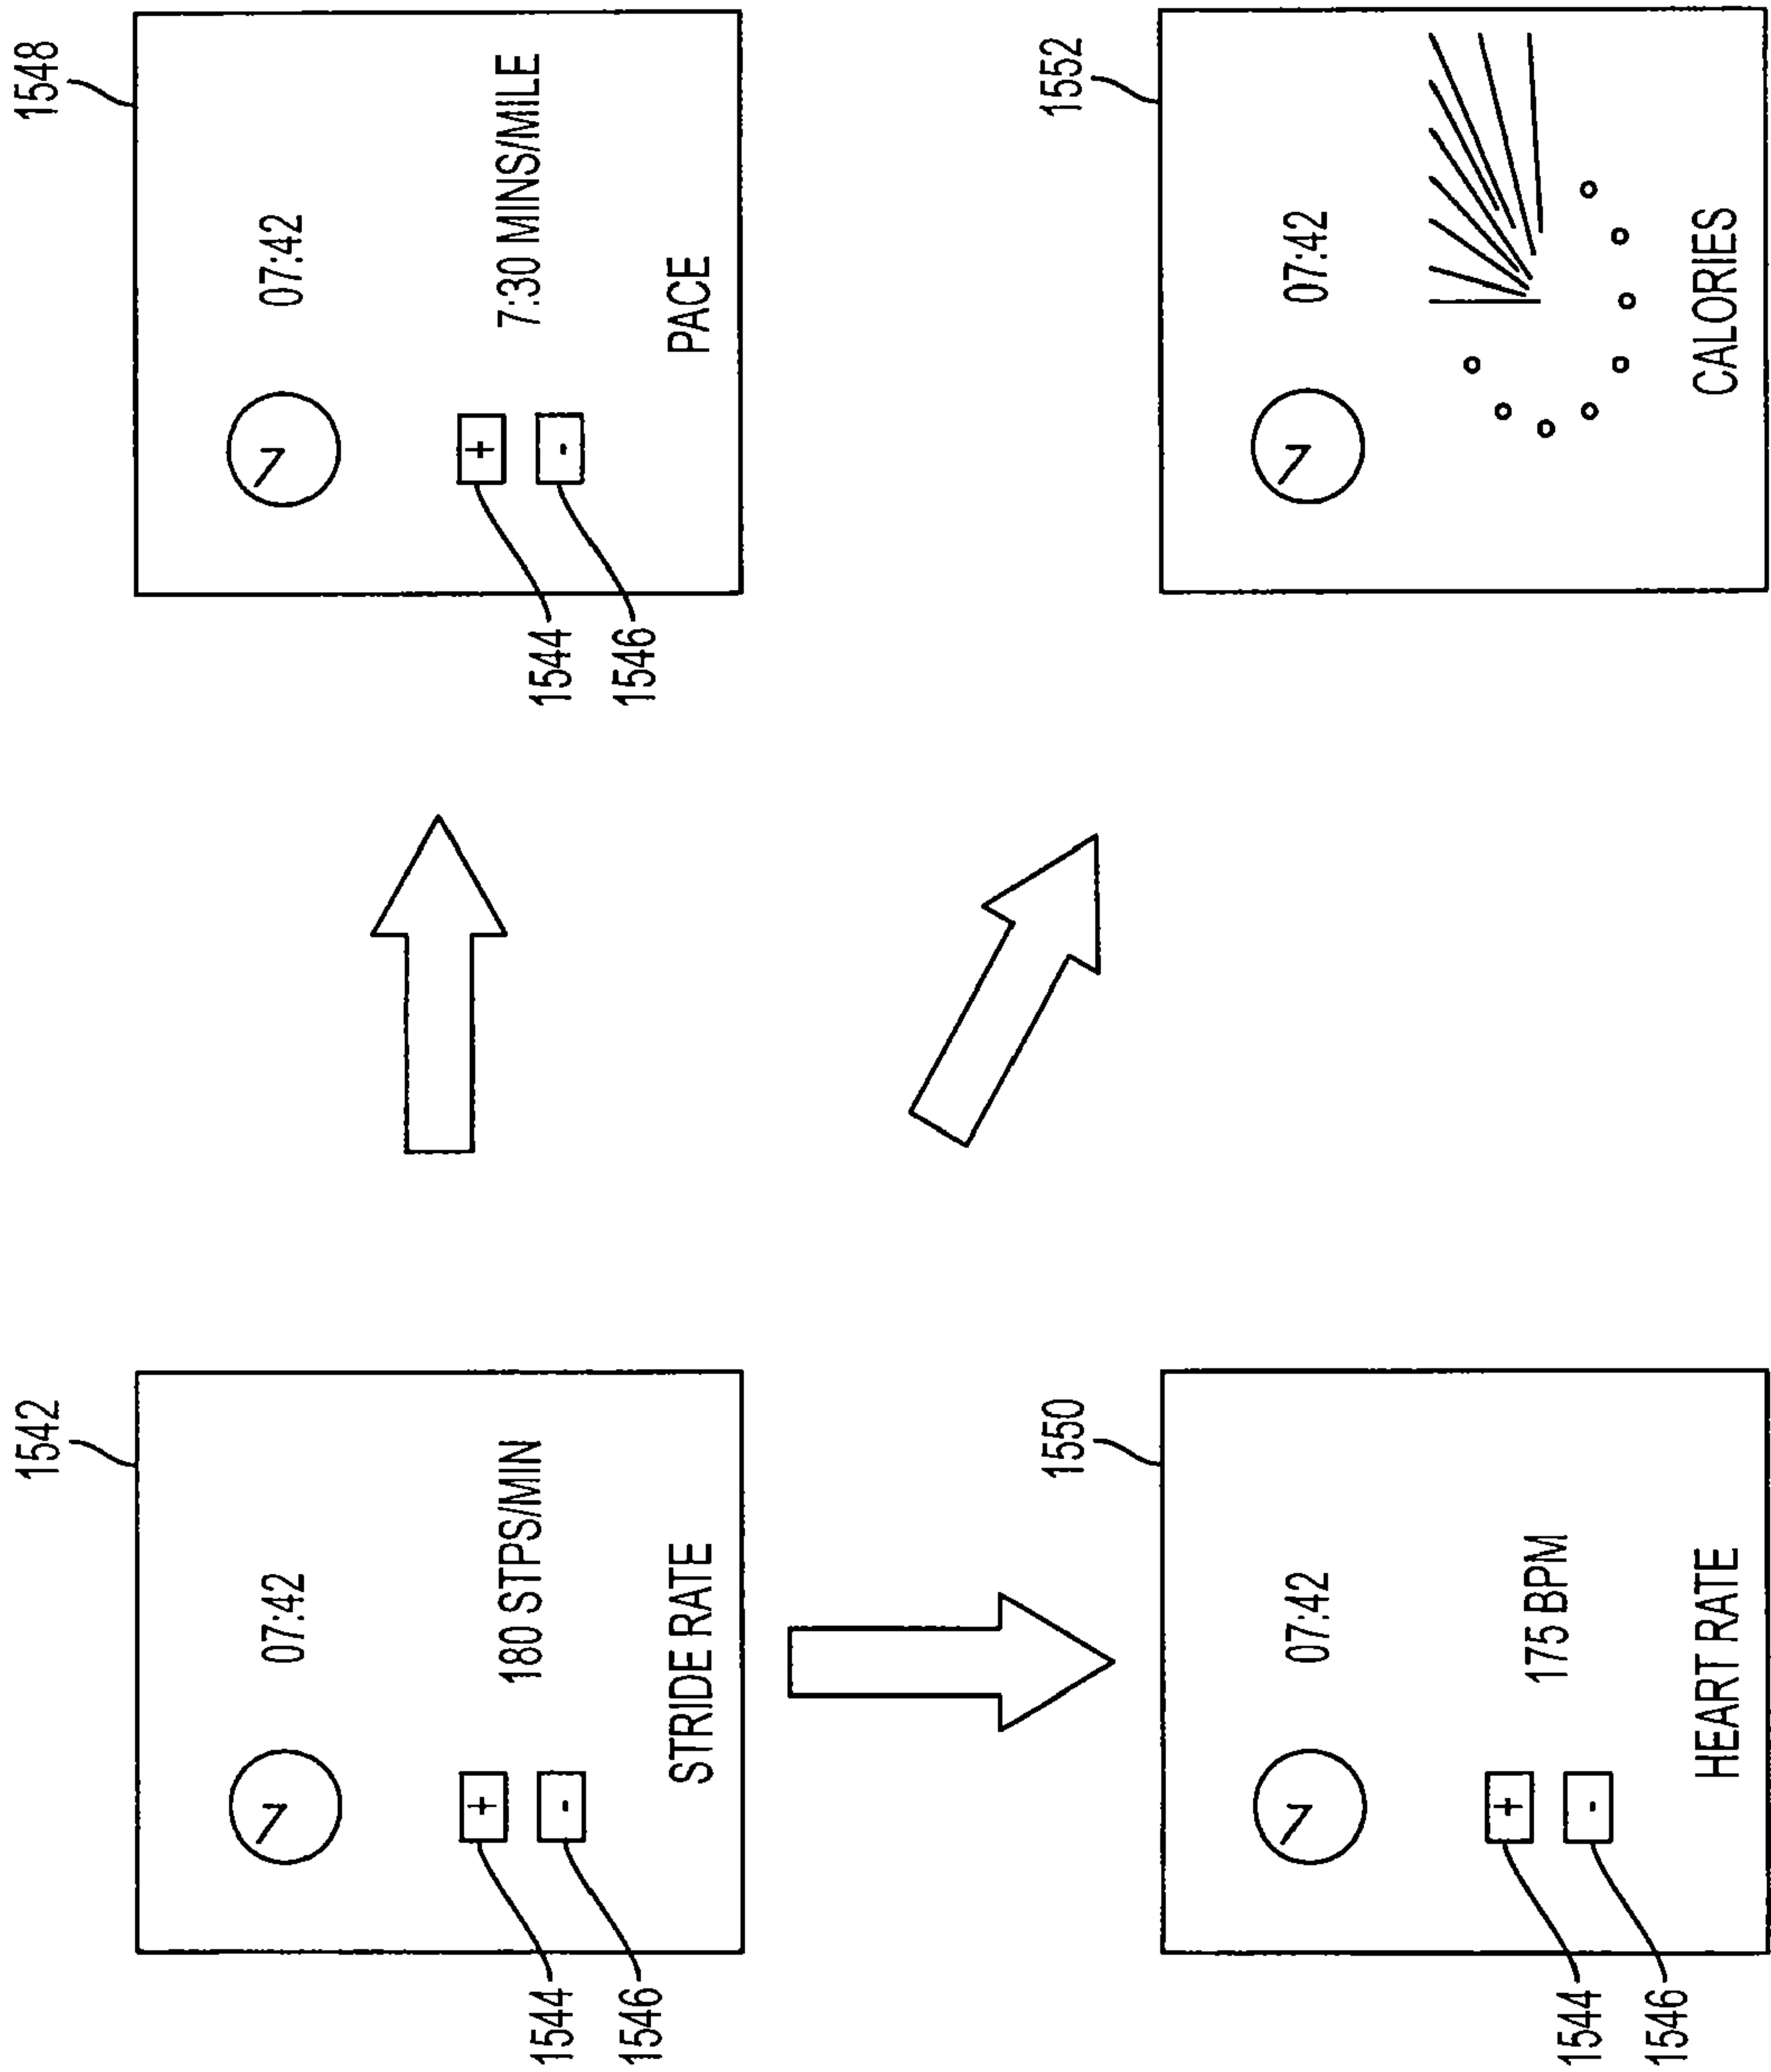 1542
07:42
+
-
180 STPS/MIN
STRIDE RATE
1544
1546
1548
07:42
+
-
7:30 MINS/MILE
PACE
1544
1546
1550
07:42
+
-
175 BPM
HEART RATE
1544
1546
1552
07:42
CALORIES